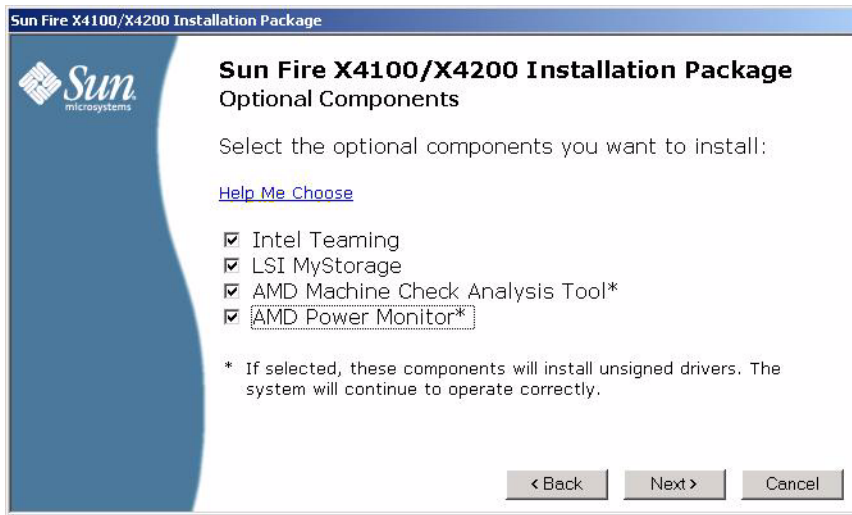 Sun Fire X4100/X4200 Installation Package
Sun
microsystems
Sun Fire X4100/X4200 Installation Package
Optional Components
Select the optional components you want to install:
Help Me Choose
Intel Teaming
LSI MyStorage
AMD Machine Check Analysis Tool*
AMD Power Monitor*
* If selected, these components will install unsigned drivers. The
system will continue to operate correctly.
< Back
Next >
Cancel